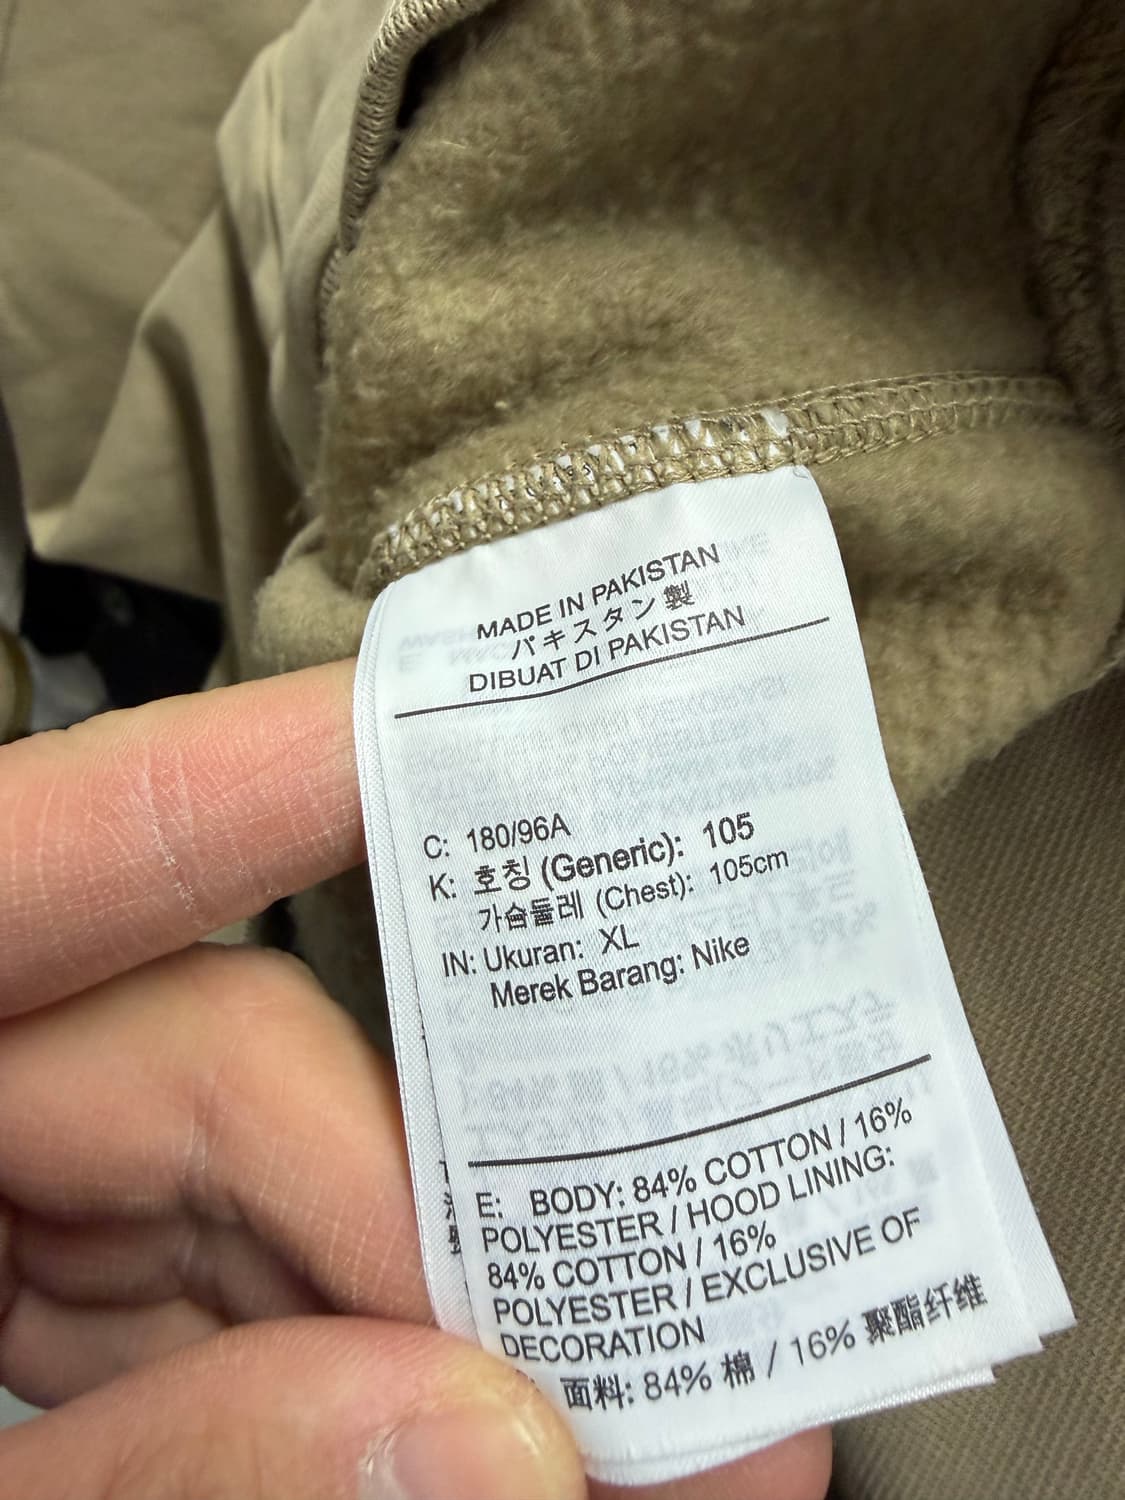 MADE IN PAKISTAN
パキスタン製
DIBUAT DI PAKISTAN
C: 180/96A
K: 호칭 (Generic): 105
가슴둘레 (Chest): 105cm
IN: Ukuran: XL
Merek Barang: Nike
E: BODY: 84% COTTON / 16%
POLYESTER / HOOD LINING:
84% COTTON / 16%
POLYESTER / EXCLUSIVE OF
DECORATION
面料: 84% 棉 / 16% 聚酯纤维